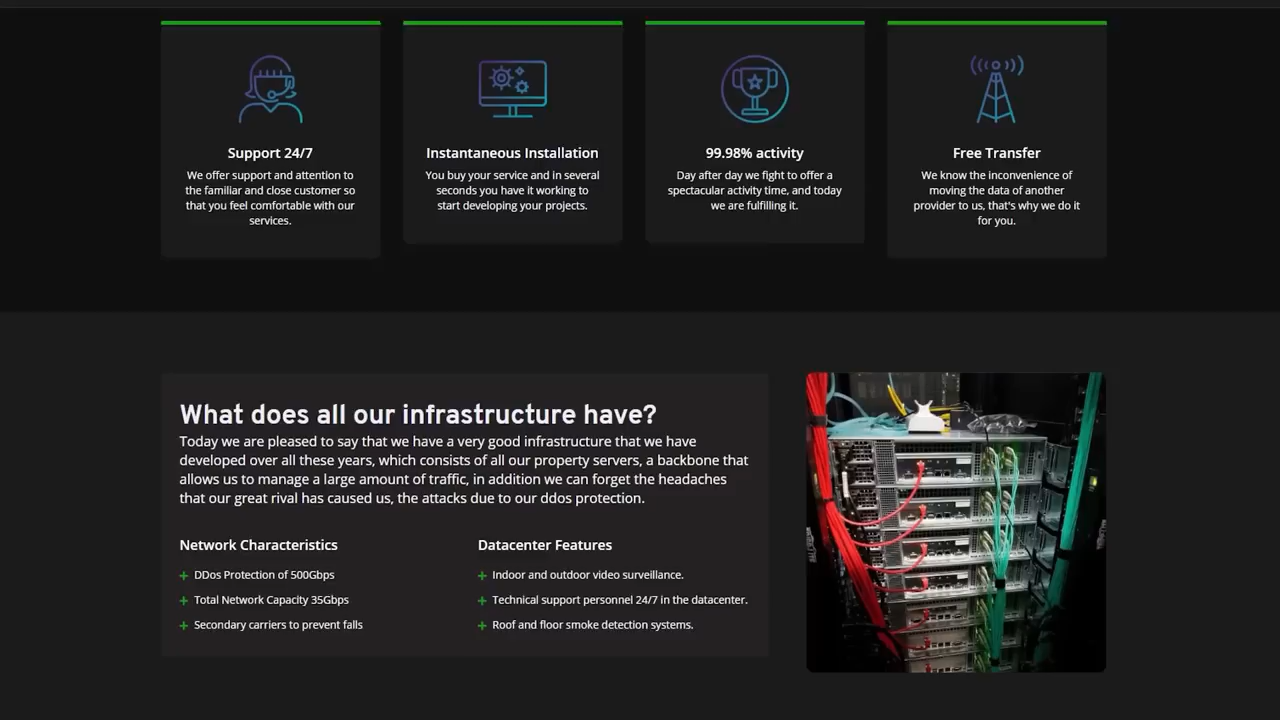 Support 24/7
We offer support and attention to
the familiar and close customer so
that you feel comfortable with our
services.
Instantaneous Installation
You buy your service and in several
seconds you have it working to
start developing your projects.
99.98% activity
Day after day we fight to offer a
spectacular activity time, and today
we are fulfilling it.
Free Transfer
We know the inconvenience of
moving the data of another
provider to us, that's why we do it
for you.
What does all our infrastructure have?
Today we are pleased to say that we have a very good infrastructure that we have
developed over all these years, which consists of all our property servers, a backbone that
allows us to manage a large amount of traffic, in addition we can forget the headaches
that our great rival has caused us, the attacks due to our ddos protection.
Network Characteristics
DDos Protection of 500Gbps
Total Network Capacity 35Gbps
Secondary carriers to prevent falls
Datacenter Features
Indoor and outdoor video surveillance.
Technical support personnel 24/7 in the datacenter.
Roof and floor smoke detection systems.